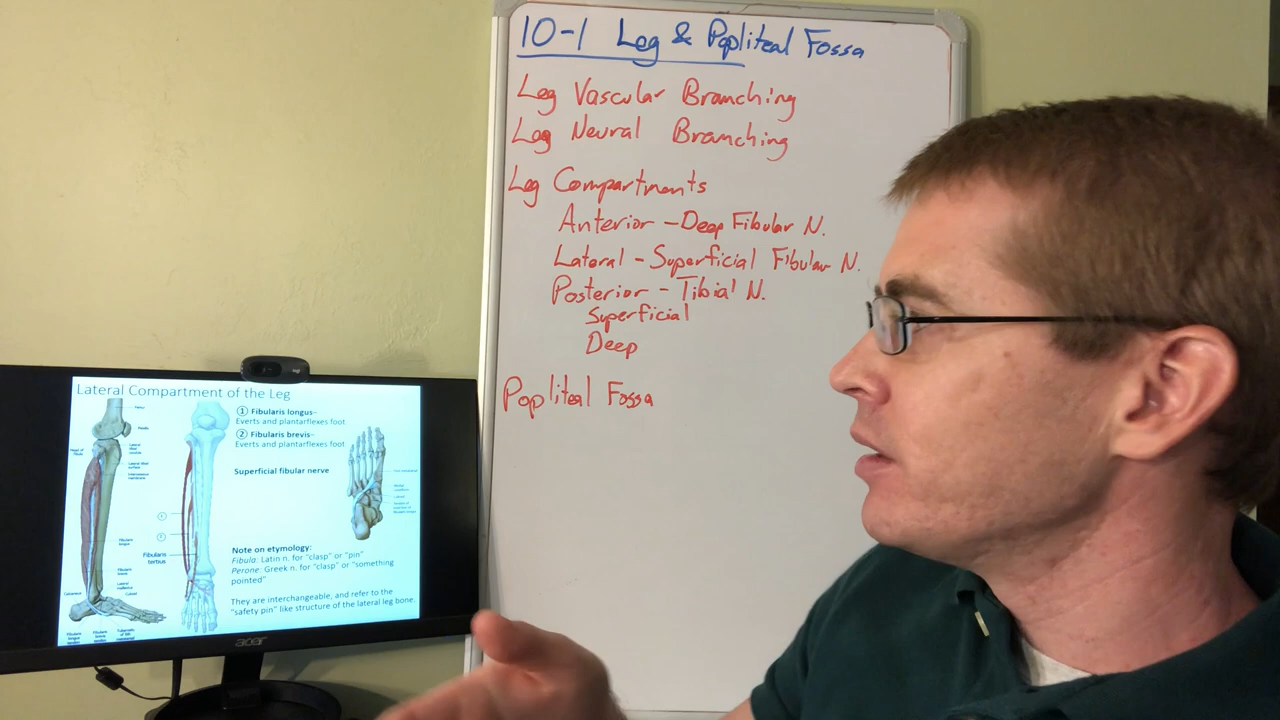 10-1 Leg & Popliteal Fossa
Leg Vascular Branching
Leg Neural Branching
Leg Compartments
Anterior - Deep Fibular N.
Lateral - Superficial Fibular N.
Posterior - Tibial N.
Superficial
Deep
Popliteal Fossa
Lateral Compartment of the Leg
1 Fibularis longus–
Everts and plantarflexes foot
2 Fibularis brevis–
Everts and plantarflexes foot
Superficial fibular nerve
Fibularis
tertius
Note on etymology:
Fibula: Latin n. for "clasp" or "pin"
Perone: Greek n. for "clasp" or "something
pointed"
They are interchangeable, and refer to the
"safety pin" like structure of the lateral leg bone.
acer
logi